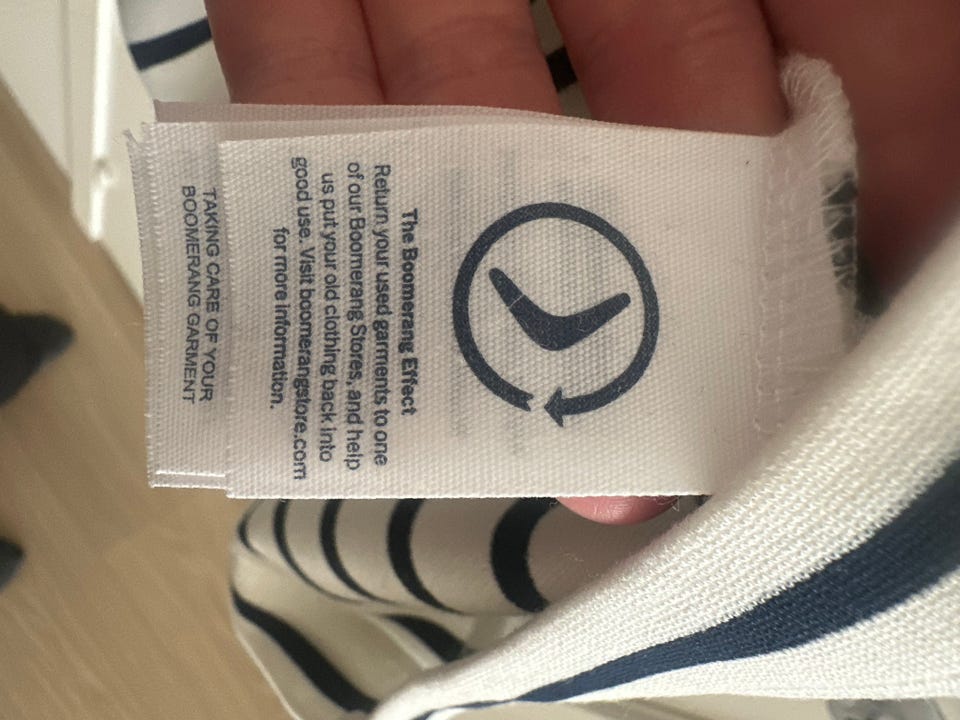 The Boomerang Effect
Return your used garments to one
of our Boomerang Stores, and help
us put your old clothing back into
good use. Visit boomerangstore.com
for more information.
TAKING CARE OF YOUR
BOOMERANG GARMENT